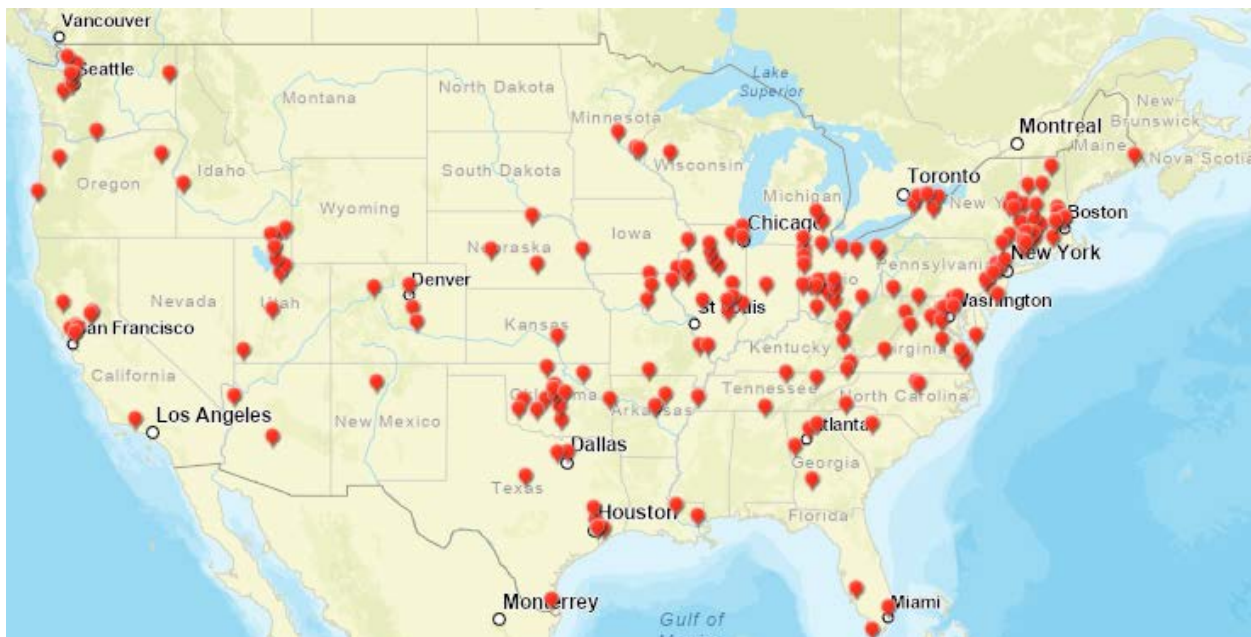 Vancouver
Seattle
Montana
North Dakota
Lake
Superior
Minnesota
Montreal
New
Brunswick
Maine
Nova Scotia
Oregon
Idaho
South Dakota
Wisconsin
Michigan
Toronto
New Y
Wyoming
Iowa
Chicago
Boston
Nebraska
Pennsylvania
New York
Nevada
Utah
Denver
io
Washington
San Francisco
Kansas
St Louis
Kentucky
Virginia
California
Oklahoma
Tennessee
North Carolina
Los Angeles
New Mexico
Arkansas
Atlanta
Dallas
Georgia
Texas
Houston
Florida
Monterrey
Miami
Gulf of